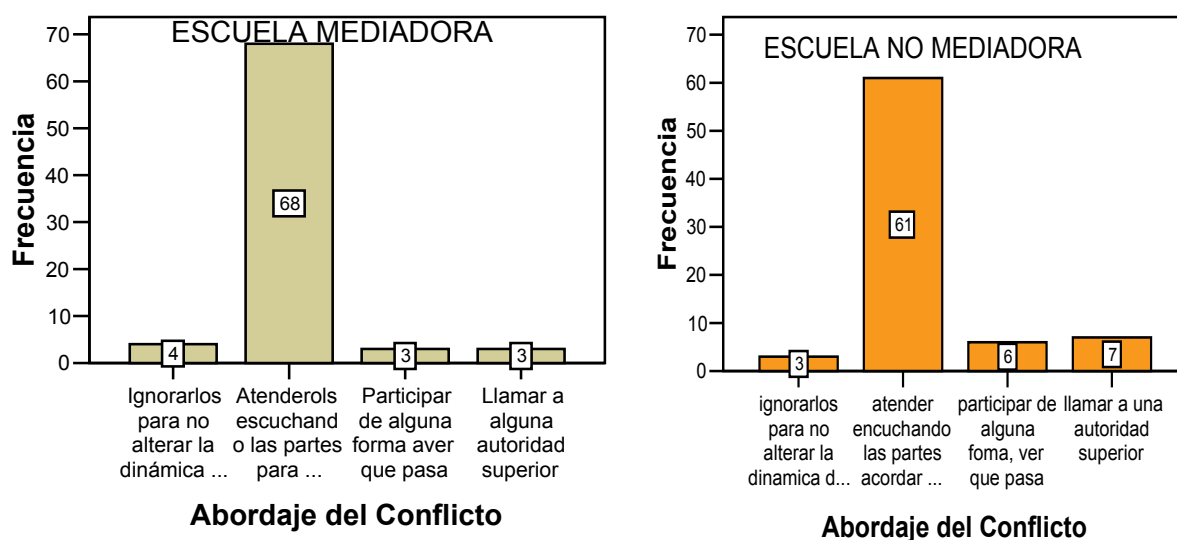 ESCUELA MEDIADORA
Frecuencia
70
60
50
40
30
20
10
0
68
4
3
3
Ignorarlos
para no
alterar la
dinámica ...
Atenderols
escuchand
o las partes
para ...
Participar
de alguna
forma aver
que pasa
Llamar a
alguna
autoridad
superior
Abordaje del Conflicto
ESCUELA NO MEDIADORA
Frecuencia
70
60
50
40
30
20
10
0
61
3
6
7
ignorarlos
para no
alterar la
dinamica d...
atender
encuchando
las partes
acordar ...
participar de
alguna
foma, ver
que pasa
llamar a una
autoridad
superior
Abordaje del Conflicto